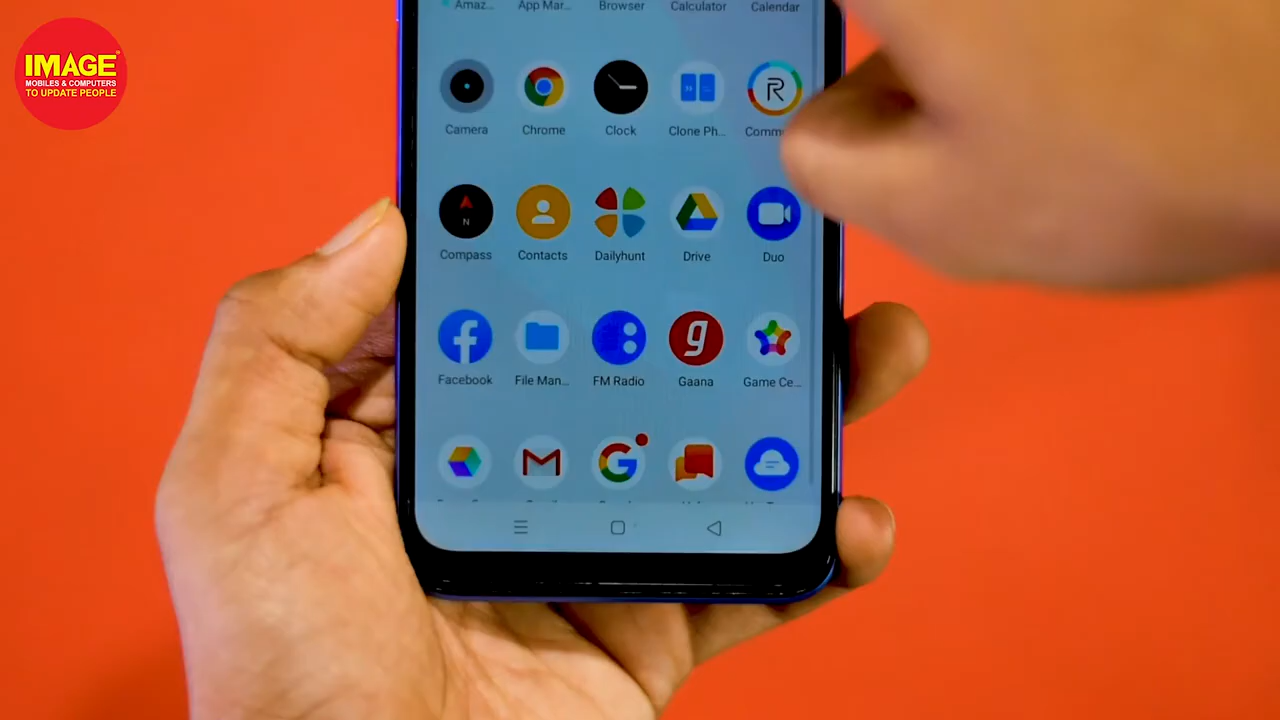 IMAGE
MOBILES & COMPUTERS
TO UPDATE PEOPLE
Amaz... App Mar... Browser Calculator Calendar
Camera Chrome Clock Clone Ph...
Compass Contacts Dailyhunt Drive Duo
Facebook File Man... FM Radio Gaana Game Ce...